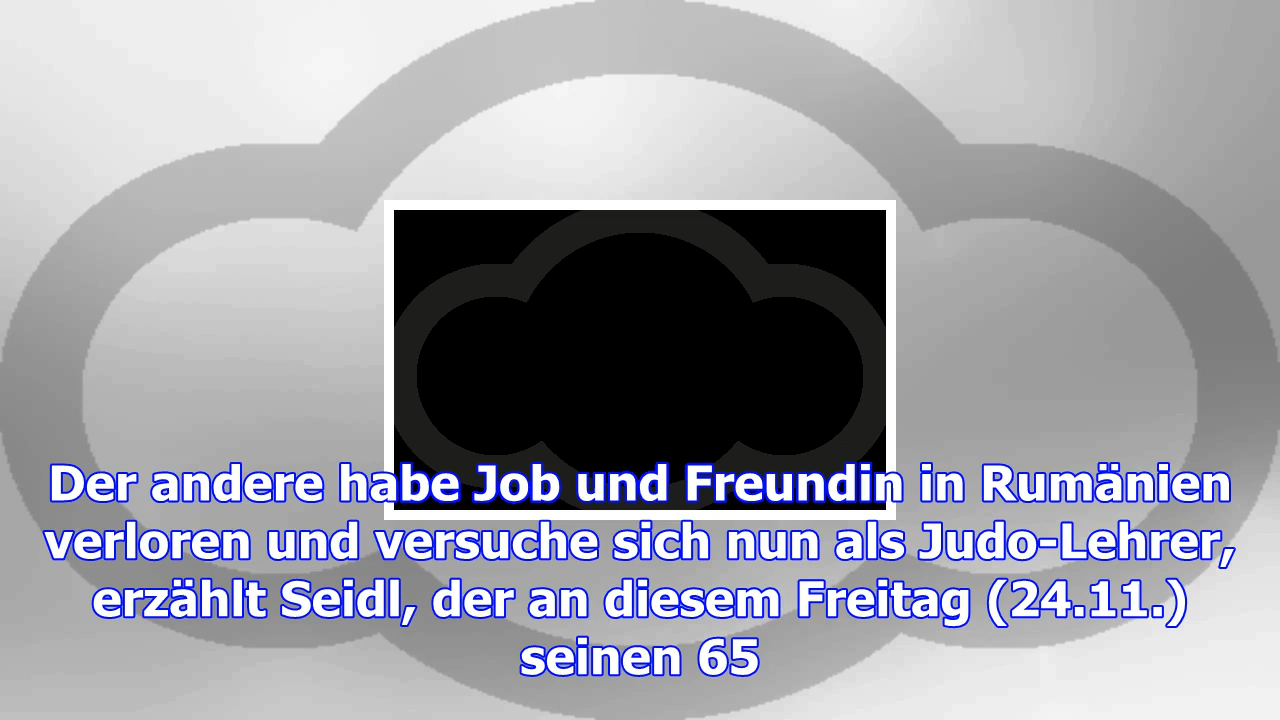 Der andere habe Job und Freundin in Rumänien
verloren und versuche sich nun als Judo-Lehrer,
erzählt Seidl, der an diesem Freitag (24.11.)
seinen 65